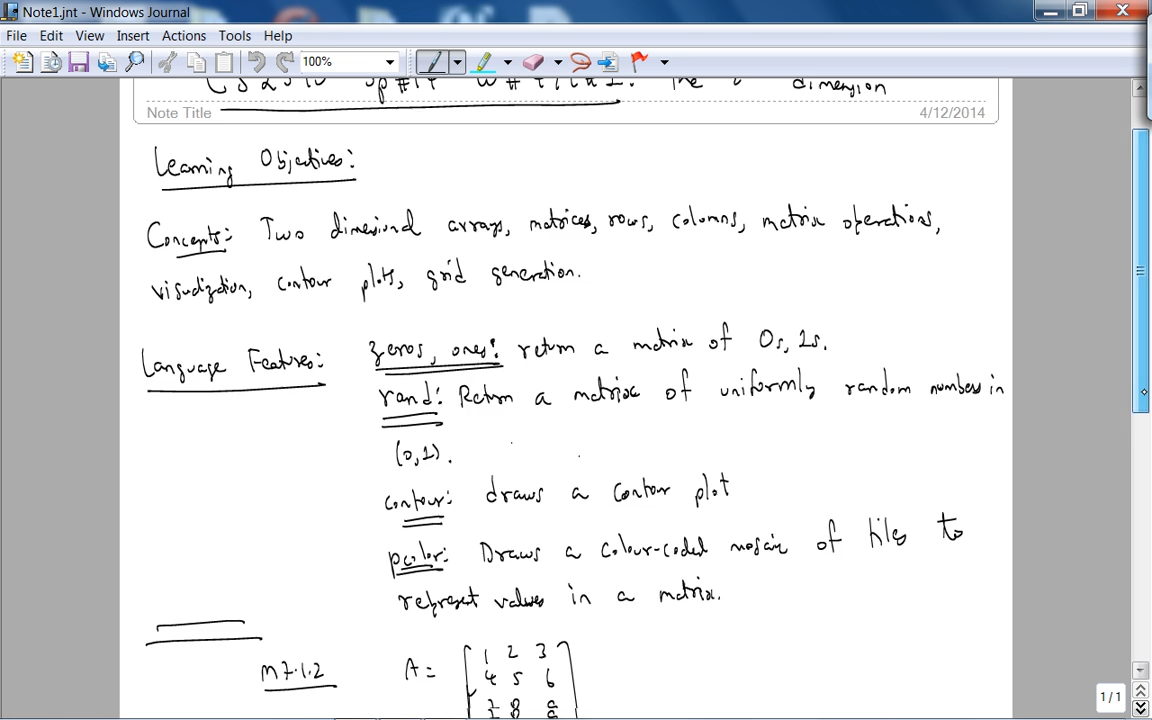 Note1.jnt - Windows Journal
File Edit View Insert Actions Tools Help
100%
dimension
Note Title 4/12/2014
Learning Objectives:
Concepts: Two dimensional arrays, matrices, rows, columns, matrix operations,
visualization, contour plots, grid generation.
Language Features: zeros, ones: return a matrix of 0s, 1s.
rand: Return a matrix of uniformly random numbers in
(0,1).
contour: draws a contour plot
pcolor: Draws a colour-coded mosaic of tiles to
represent values in a matrix.
M7.1.2 A = 1 2 3
4 5 6
7 8 9
1/1